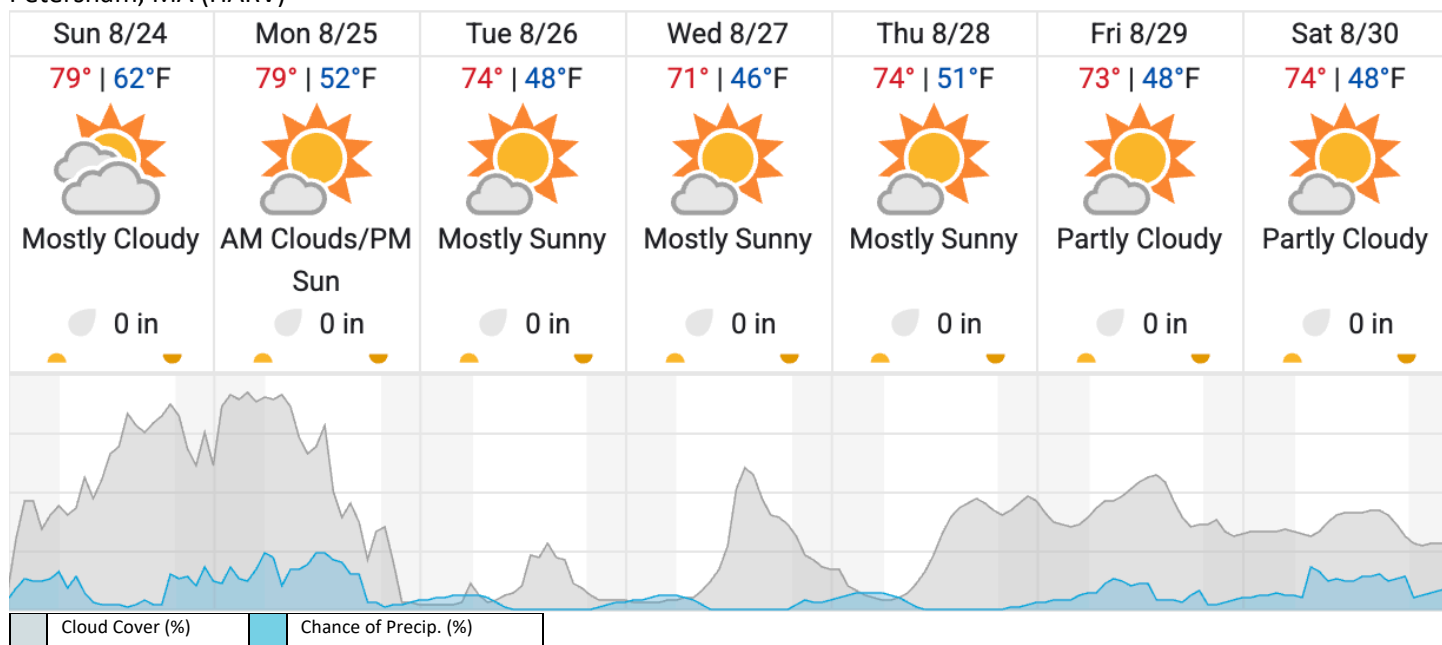 Petersham, MA (HARV)
Sun 8/24 Mon 8/25 Tue 8/26 Wed 8/27 Thu 8/28 Fri 8/29 Sat 8/30
79° | 62°F 79° | 52°F 74° | 48°F 71° | 46°F 74° | 51°F 73° | 48°F 74° | 48°F
Mostly Cloudy AM Clouds/PM Mostly Sunny Mostly Sunny Mostly Sunny Partly Cloudy Partly Cloudy
Sun
0 in 0 in 0 in 0 in 0 in 0 in 0 in
Cloud Cover (%) Chance of Precip. (%)